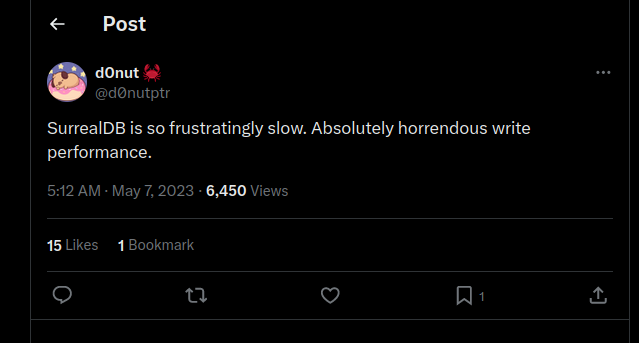 Post
d0nut 🦀
@d0nutptr
SurrealDB is so frustratingly slow. Absolutely horrendous write
performance.
5:12 AM · May 7, 2023 · 6,450 Views
15 Likes 1 Bookmark
1